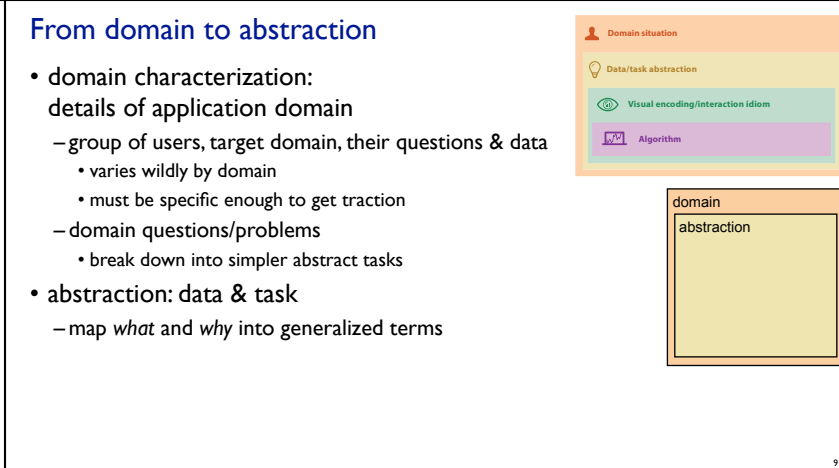 From domain to abstraction
• domain characterization:
details of application domain
– group of users, target domain, their questions & data
• varies wildly by domain
• must be specific enough to get traction
– domain questions/problems
• break down into simpler abstract tasks
• abstraction: data & task
– map what and why into generalized terms
Domain situation
Data/task abstraction
Visual encoding/interaction idiom
Algorithm
domain
abstraction
9